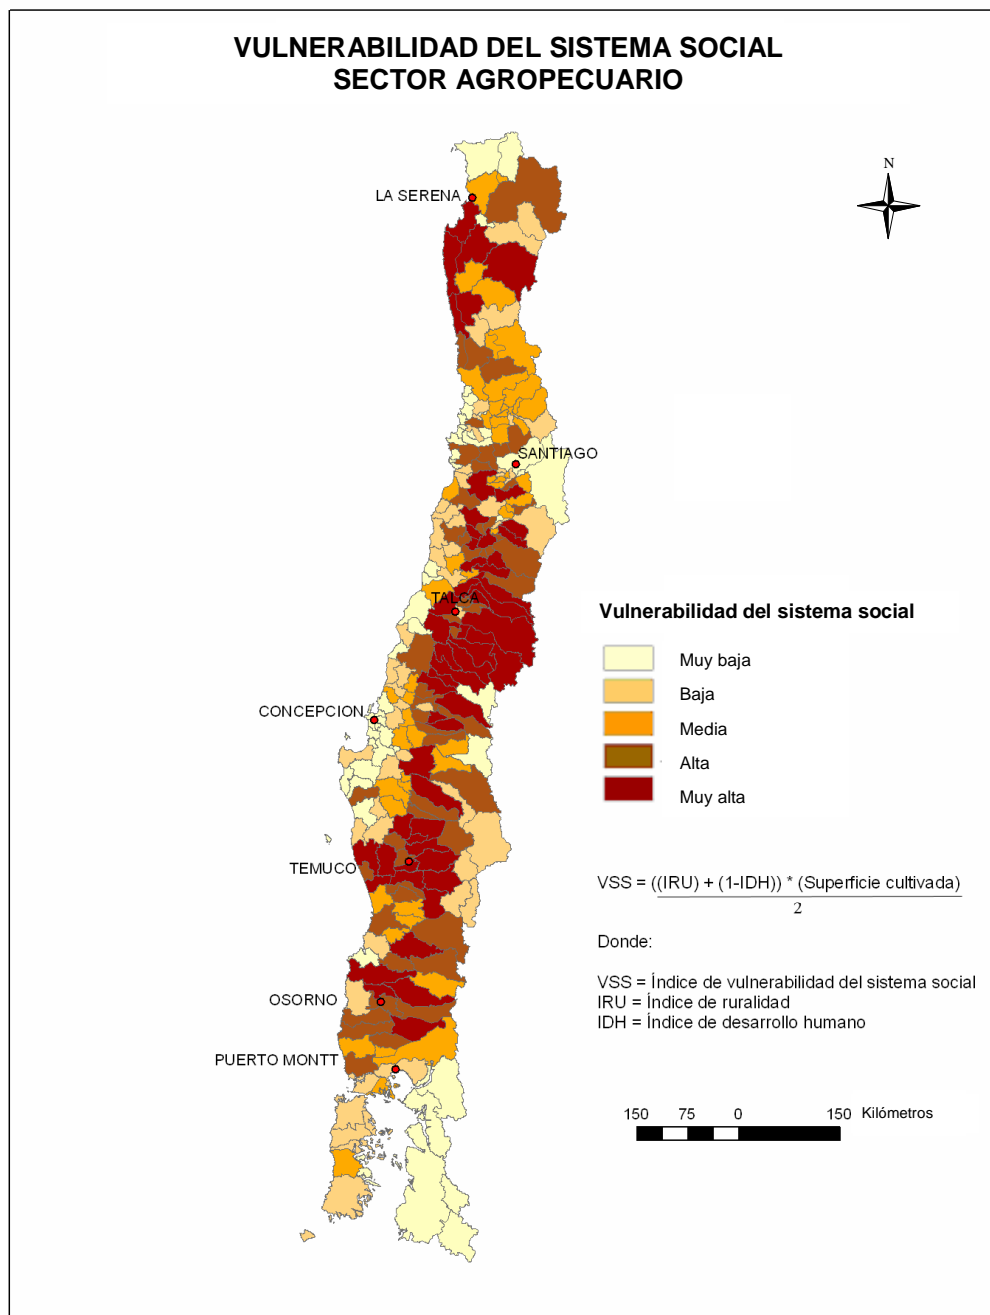 VULNERABILIDAD DEL SISTEMA SOCIAL
SECTOR AGROPECUARIO
N
LA SERENA
SANTIAGO
TALCA
CONCEPCION
TEMUCO
OSORNO
PUERTO MONTT
Vulnerabilidad del sistema social
Muy baja
Baja
Media
Alta
Muy alta
VSS = ((IRU) + (1-IDH)) * (Superficie cultivada)
2
Donde:
VSS = Índice de vulnerabilidad del sistema social
IRU = Índice de ruralidad
IDH = Índice de desarrollo humano
150 75 0 150 Kilómetros